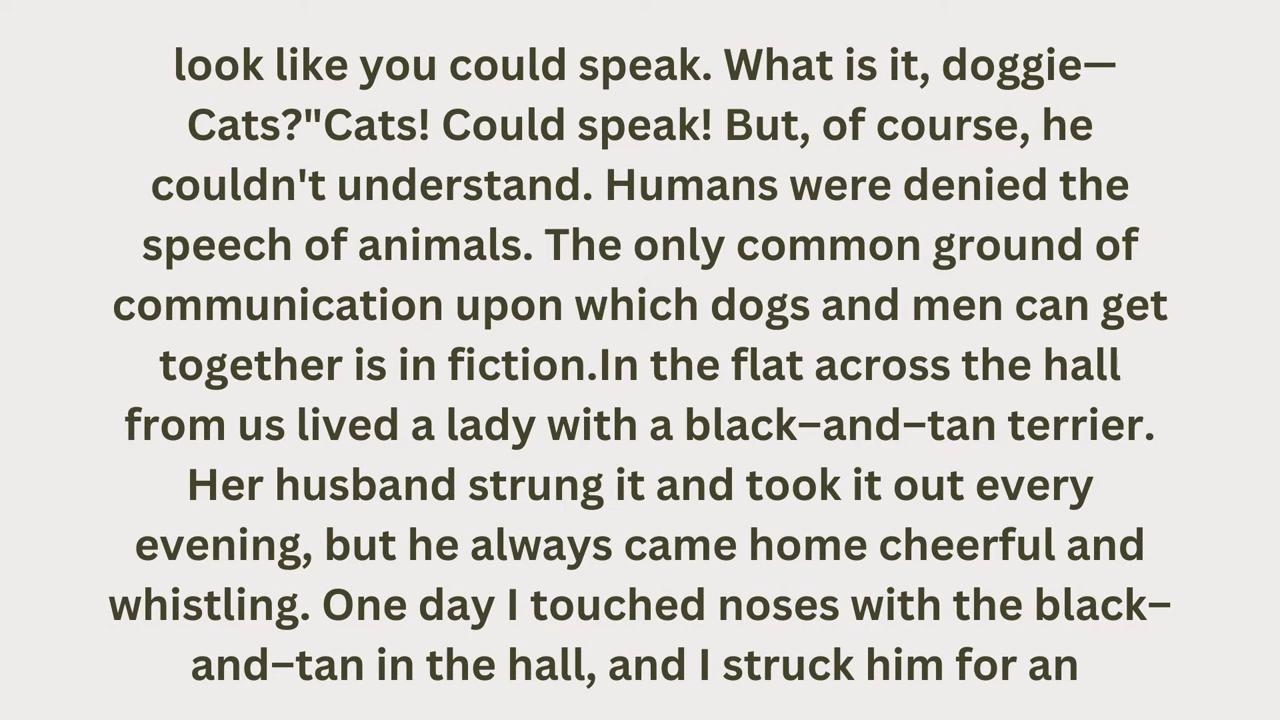 look like you could speak. What is it, doggie—
Cats?"Cats! Could speak! But, of course, he
couldn't understand. Humans were denied the
speech of animals. The only common ground of
communication upon which dogs and men can get
together is in fiction.In the flat across the hall
from us lived a lady with a black–and–tan terrier.
Her husband strung it and took it out every
evening, but he always came home cheerful and
whistling. One day I touched noses with the black–
and–tan in the hall, and I struck him for an